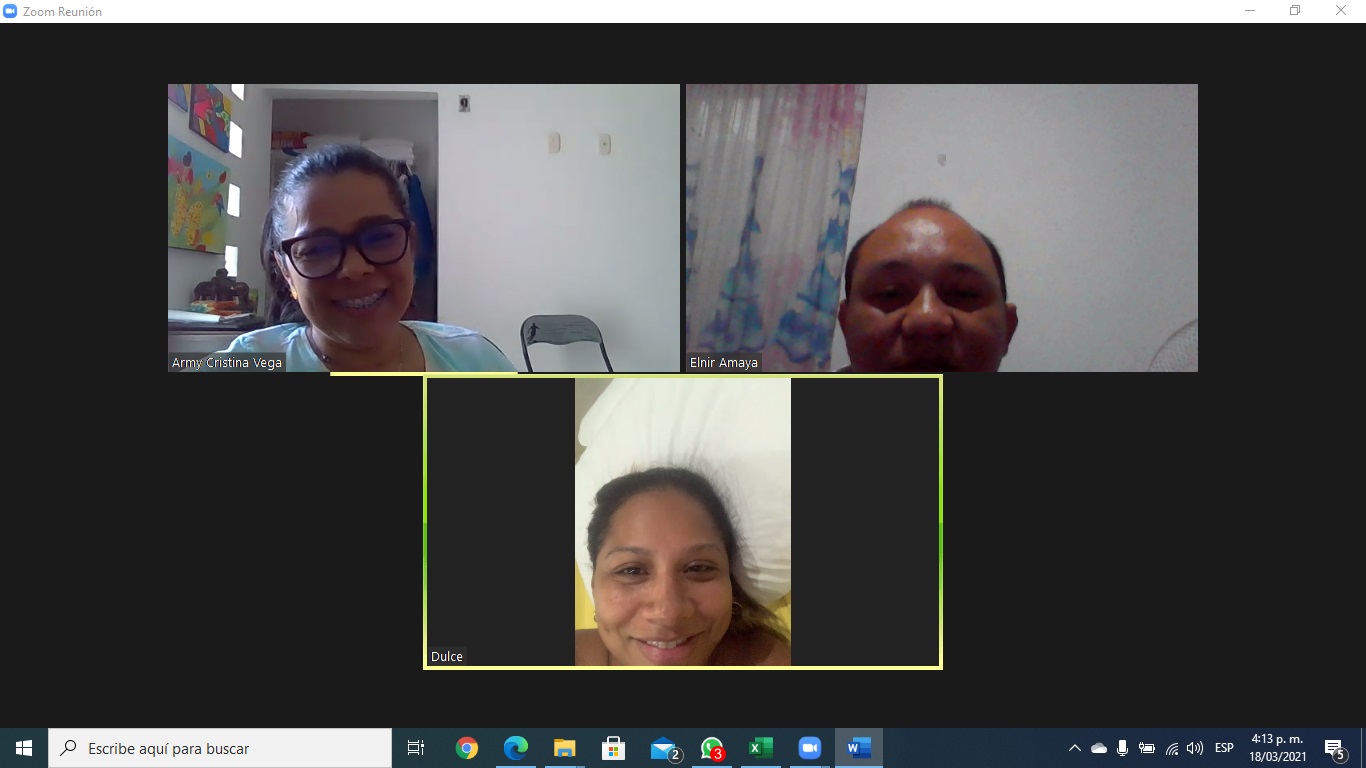 Zoom Reunión
Army Cristina Vega
Elnir Amaya
Dulce
Escribe aquí para buscar
2
3
ESP
4:13 p. m.
18/03/2021
5